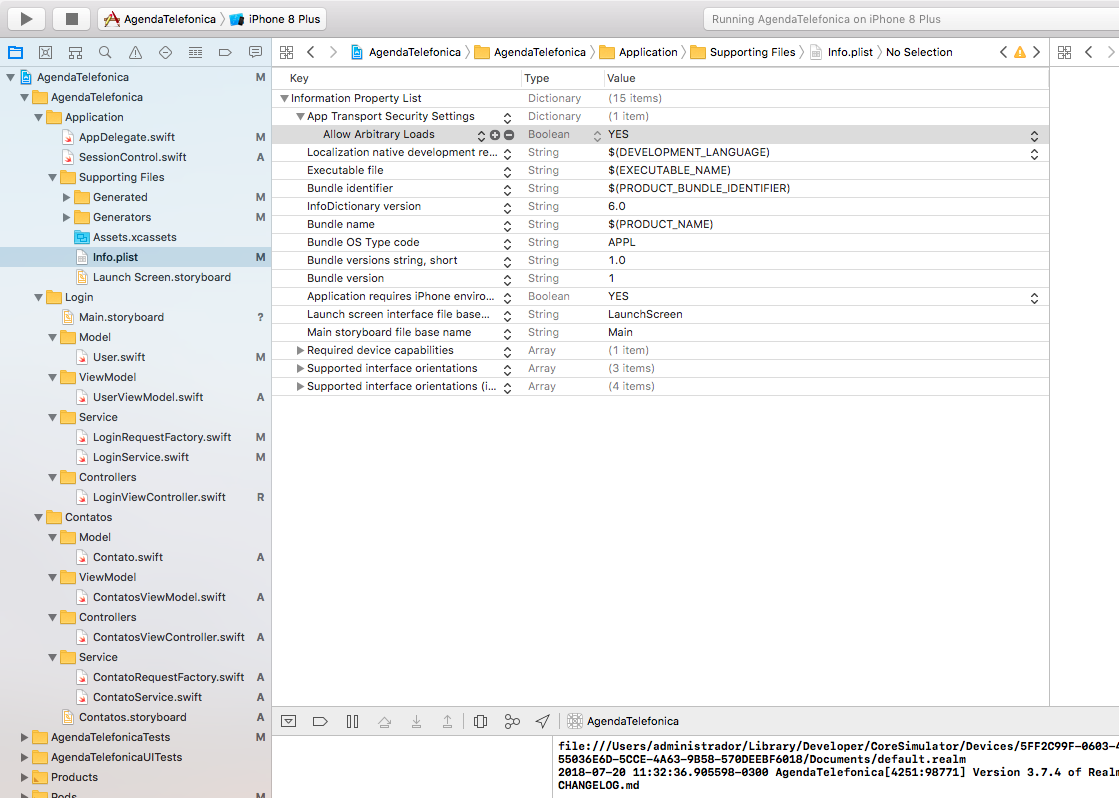 AgendaTelefonica iPhone 8 Plus Running AgendaTelefonica on iPhone 8 Plus
AgendaTelefonica AgendaTelefonica Application Supporting Files Info.plist No Selection
AgendaTelefonica M
AgendaTelefonica
Application
AppDelegate.swift M
SessionControl.swift A
Supporting Files
Generated M
Generators M
Assets.xcassets
Info.plist M
Launch Screen.storyboard
Login
Main.storyboard ?
Model
User.swift M
ViewModel
UserViewModel.swift A
Service
LoginRequestFactory.swift M
LoginService.swift M
Controllers
LoginViewController.swift R
Contatos
Model
Contato.swift A
ViewModel
ContatosViewModel.swift A
Controllers
ContatosViewController.swift A
Service
ContatoRequestFactory.swift A
ContatoService.swift A
Contatos.storyboard A
AgendaTelefonicaTests M
AgendaTelefonicaUITests
Products
Pods M
Key Type Value
Information Property List Dictionary (15 items)
App Transport Security Settings Dictionary (1 item)
Allow Arbitrary Loads Boolean YES
Localization native development re... String $(DEVELOPMENT_LANGUAGE)
Executable file String $(EXECUTABLE_NAME)
Bundle identifier String $(PRODUCT_BUNDLE_IDENTIFIER)
InfoDictionary version String 6.0
Bundle name String $(PRODUCT_NAME)
Bundle OS Type code String APPL
Bundle versions string, short String 1.0
Bundle version String 1
Application requires iPhone enviro... Boolean YES
Launch screen interface file base... String LaunchScreen
Main storyboard file base name String Main
Required device capabilities Array (1 item)
Supported interface orientations Array (3 items)
Supported interface orientations (i... Array (4 items)
AgendaTelefonica
file:///Users/administrador/Library/Developer/CoreSimulator/Devices/5FF2C99F-0603-4
55036E6D-5CCE-4A63-9B58-570DEEBF6018/Documents/default.realm
2018-07-20 11:32:36.905598-0300 AgendaTelefonica[4251:98771] Version 3.7.4 of Realm
CHANGELOG.md